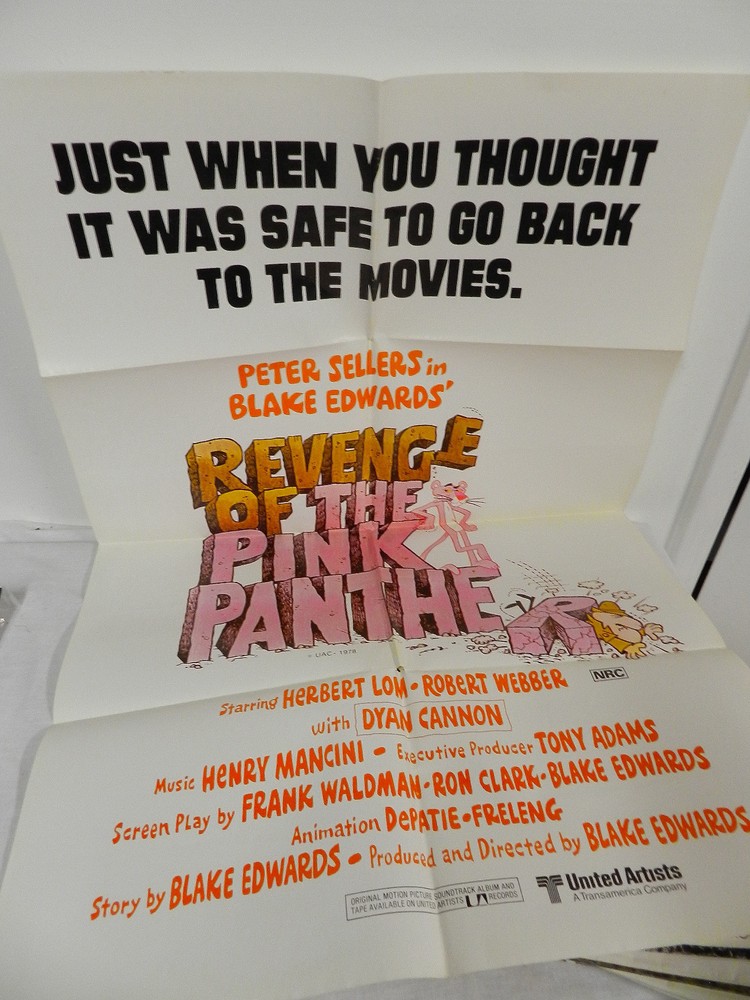 JUST WHEN YOU THOUGHT
IT WAS SAFE TO GO BACK
TO THE MOVIES.
PETER SELLERS in
BLAKE EDWARDS'
REVENGE
OF THE
PINK
PANTHER
© UAC - 1978
Starring HERBERT LOM • ROBERT WEBBER
NRC
with DYAN CANNON
Music HENRY MANCINI • Executive Producer TONY ADAMS
Screen Play by FRANK WALDMAN • RON CLARK • BLAKE EDWARDS
Animation DePATIE • FRELENG
Story by BLAKE EDWARDS • Produced and Directed by BLAKE EDWARDS
ORIGINAL MOTION PICTURE SOUNDTRACK ALBUM AND
TAPE AVAILABLE ON UNITED ARTISTS UA RECORDS
United Artists
A Transamerica Company